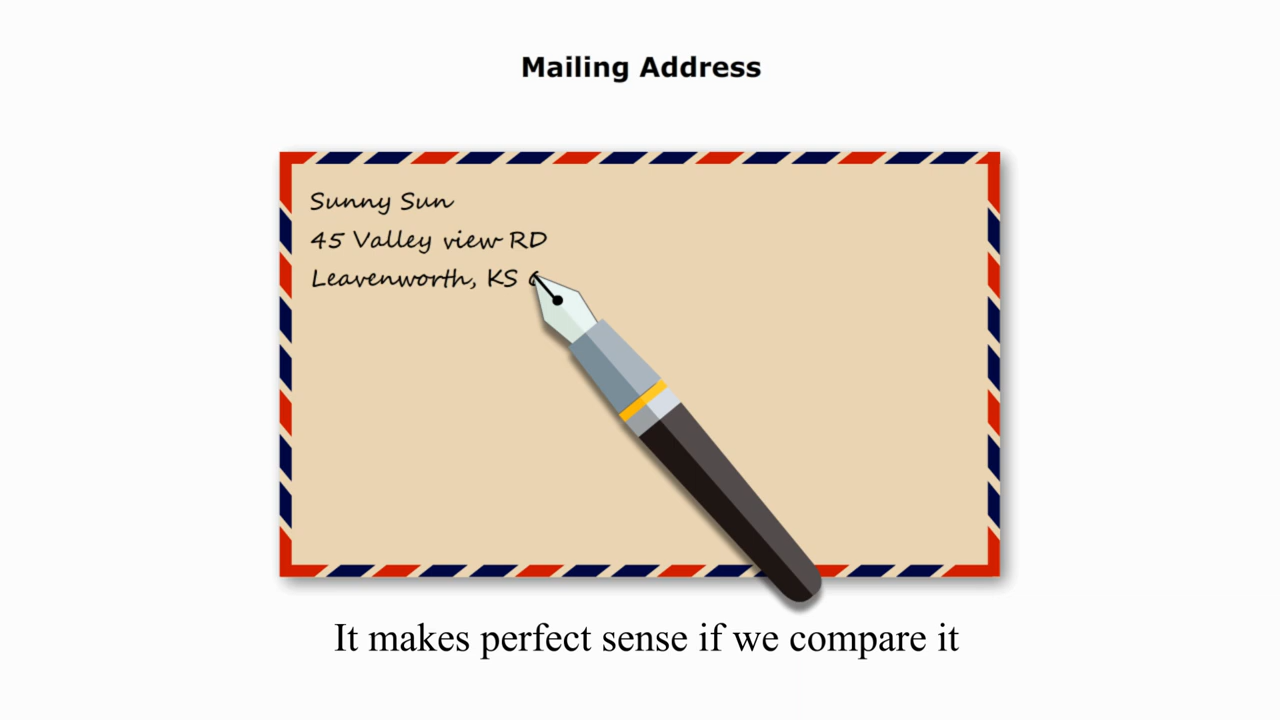 Mailing Address
Sunny Sun
45 Valley view RD
Leavenworth, KS
It makes perfect sense if we compare it